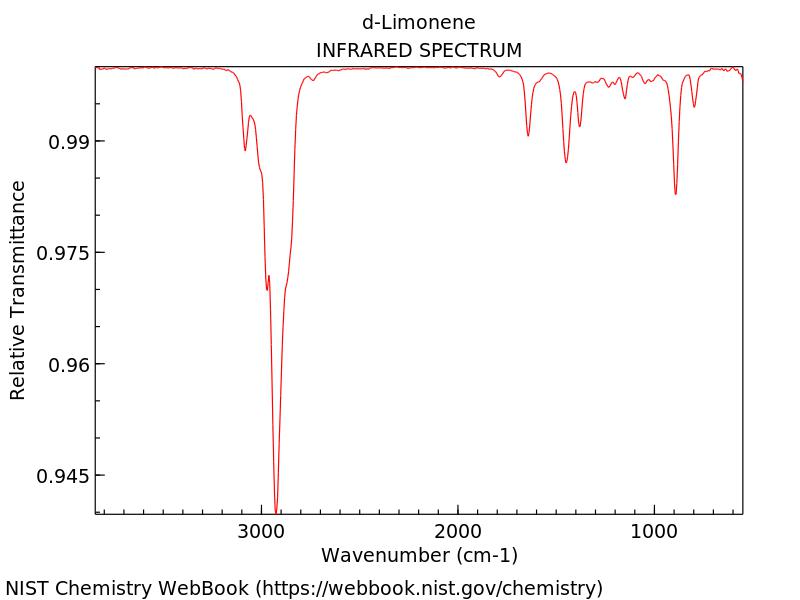 d-Limonene
INFRARED SPECTRUM
0.99
0.975
0.96
0.945
Relative Transmittance
3000 2000 1000
Wavenumber (cm-1)
NIST Chemistry WebBook (https://webbook.nist.gov/chemistry)